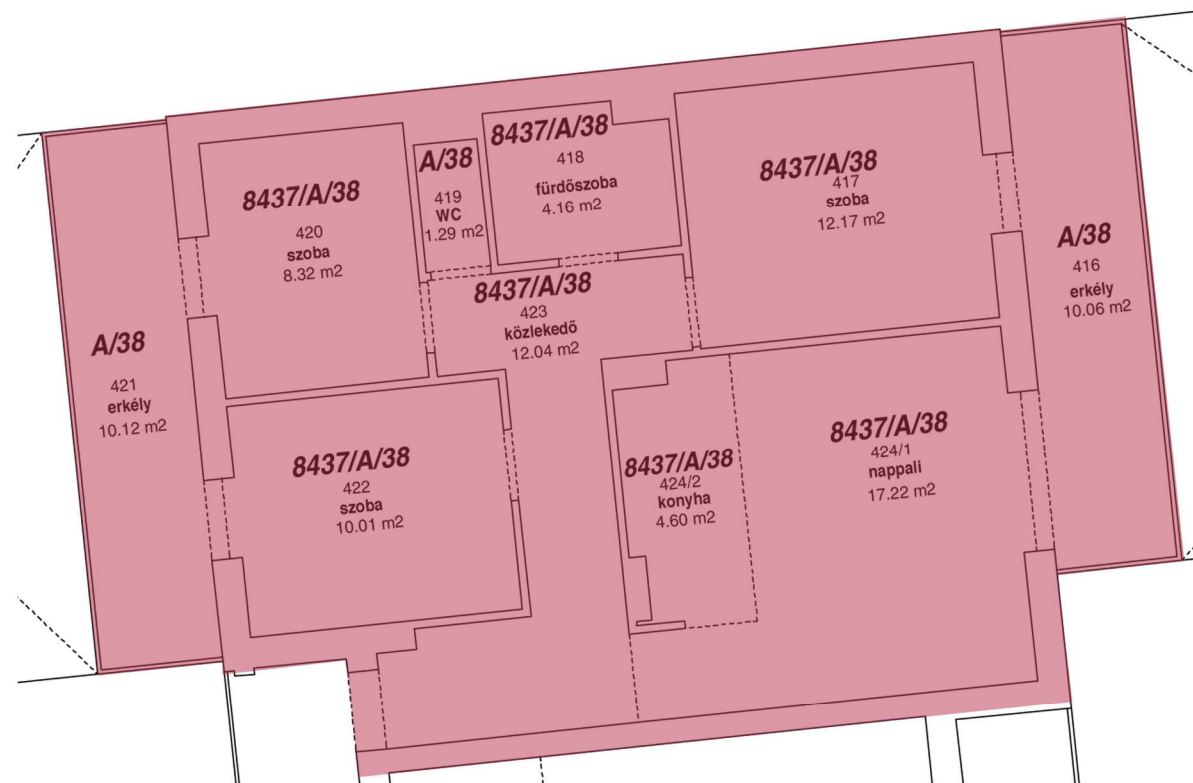 8437/A/38
420
szoba
8.32 m2
A/38
419
WC
1.29 m2
8437/A/38
418
fürdőszoba
4.16 m2
8437/A/38
417
szoba
12.17 m2
A/38
416
erkély
10.06 m2
8437/A/38
423
közlekedő
12.04 m2
A/38
421
erkély
10.12 m2
8437/A/38
422
szoba
10.01 m2
8437/A/38
424/2
konyha
4.60 m2
8437/A/38
424/1
nappali
17.22 m2